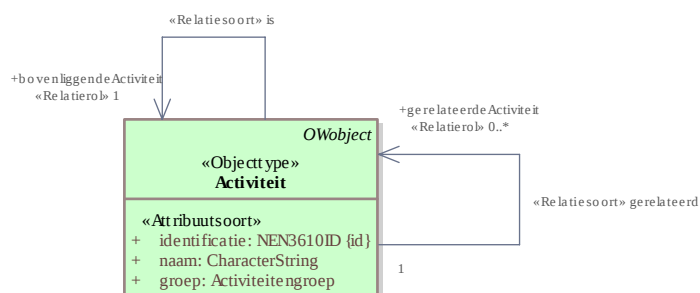 «Relatiesoort» is
+bovenliggendeActiviteit
«Relatierol» 1
+gerelateerdeActiviteit
«Relatierol» 0..*
OWobject
«Objecttype»
Activiteit
«Relatiesoort» gerelateerd
«Attribuutsoort»
+ identificatie: NEN3610ID {id}
+ naam: CharacterString
1
+ groep: Activiteitengroep